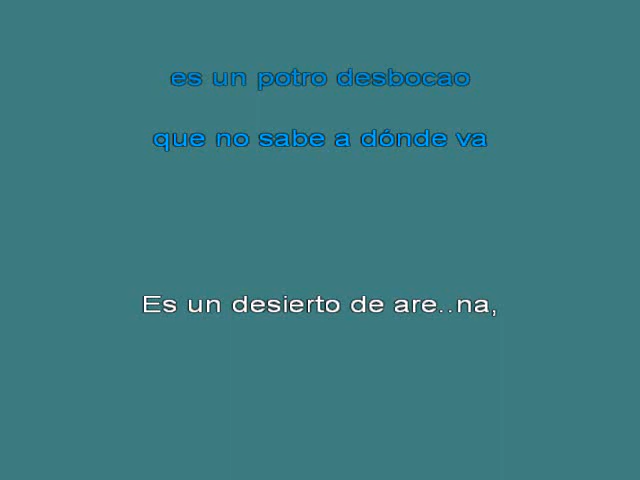 es un potro desbocao
que no sabe a dónde va
Es un desierto de are..na,